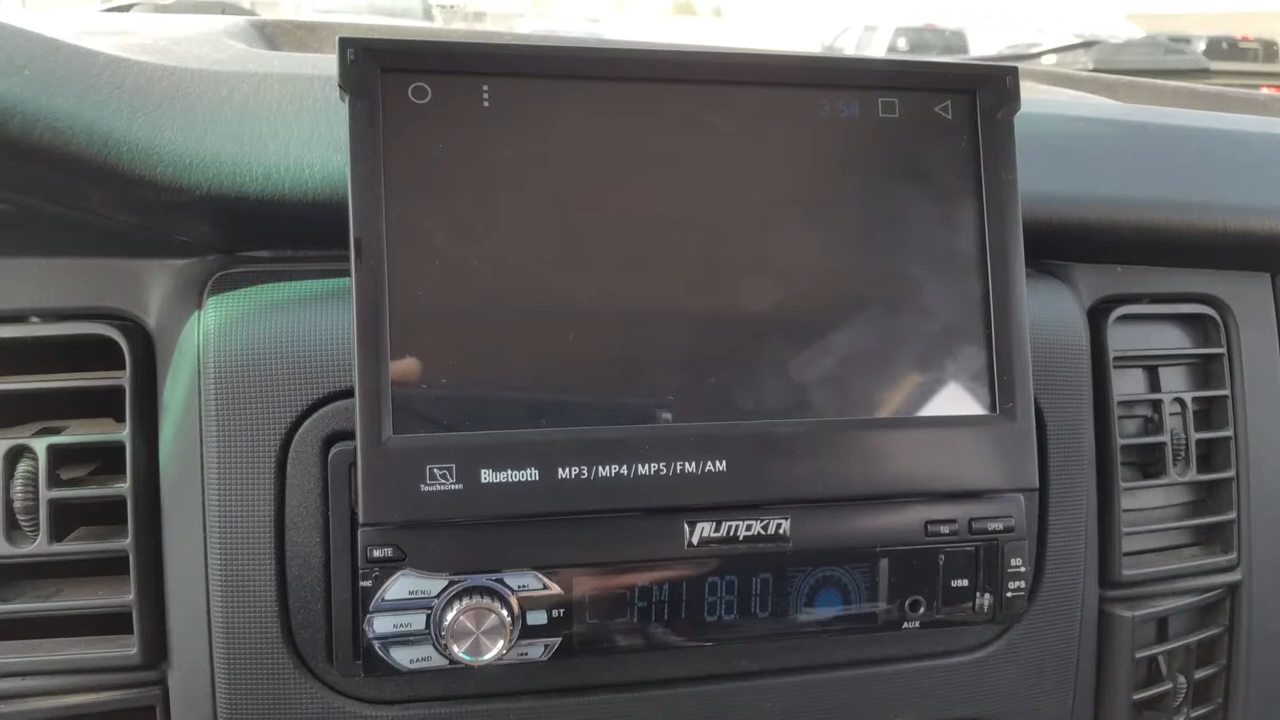 3:54
Touchscreen
Bluetooth
MP3/MP4/MP5/FM/AM
PUMPKIN
EQ
OPEN
MUTE
MIC
MENU
NAVI
BAND
BT
FM1 88.10
AUX
USB
SD
GPS